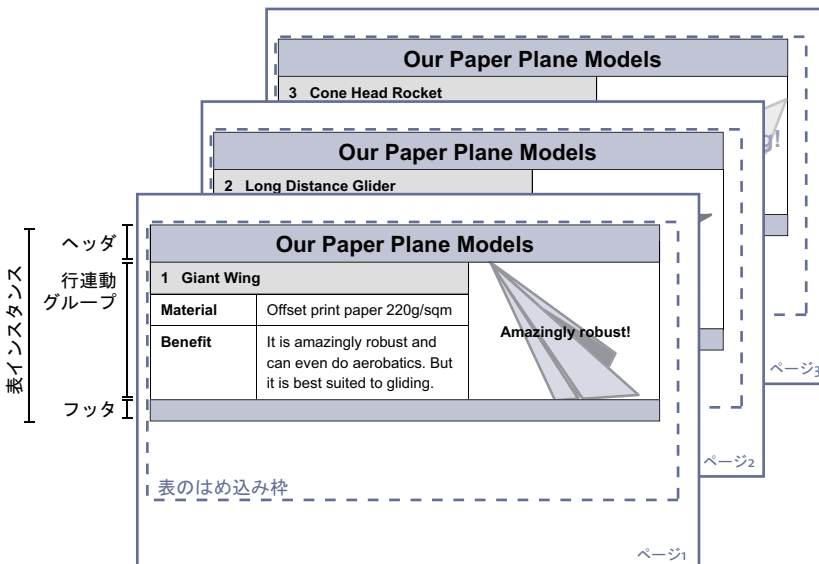 Our Paper Plane Models
3 Cone Head Rocket
g!
Our Paper Plane Models
2 Long Distance Glider
Our Paper Plane Models
1 Giant Wing
Material
Offset print paper 220g/sqm
Benefit
It is amazingly robust and
can even do aerobatics. But
it is best suited to gliding.
Amazingly robust!
表インスタンス
ヘッダ
行連動
グループ
フッタ
表のはめ込み枠
ページ1
ページ2
ページ3